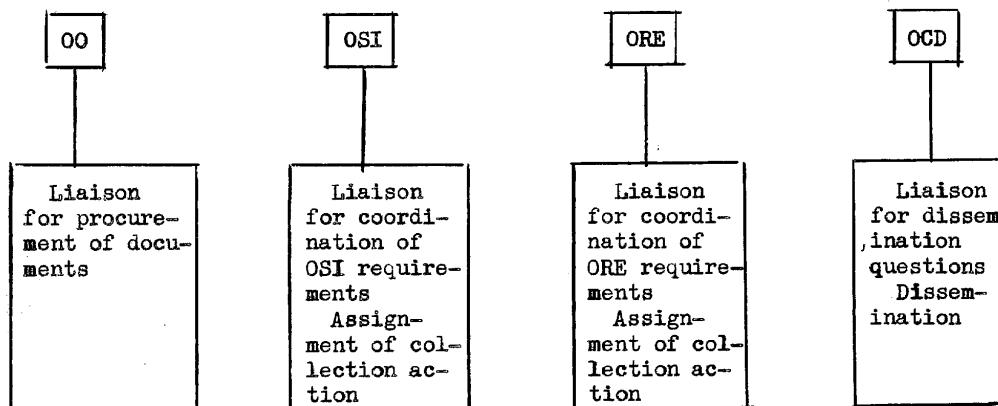 OO
OSI
ORE
OCD
Liaison
for procure-
ment of docu-
ments
Liaison
for coordi-
nation of
OSI require-
ments
Assign-
ment of col-
lection ac-
tion
Liaison
for coordi-
nation of
ORE require-
ments
Assign-
ment of col-
lection ac-
tion
Liaison
for dissem
ination
questions
Dissem-
ination